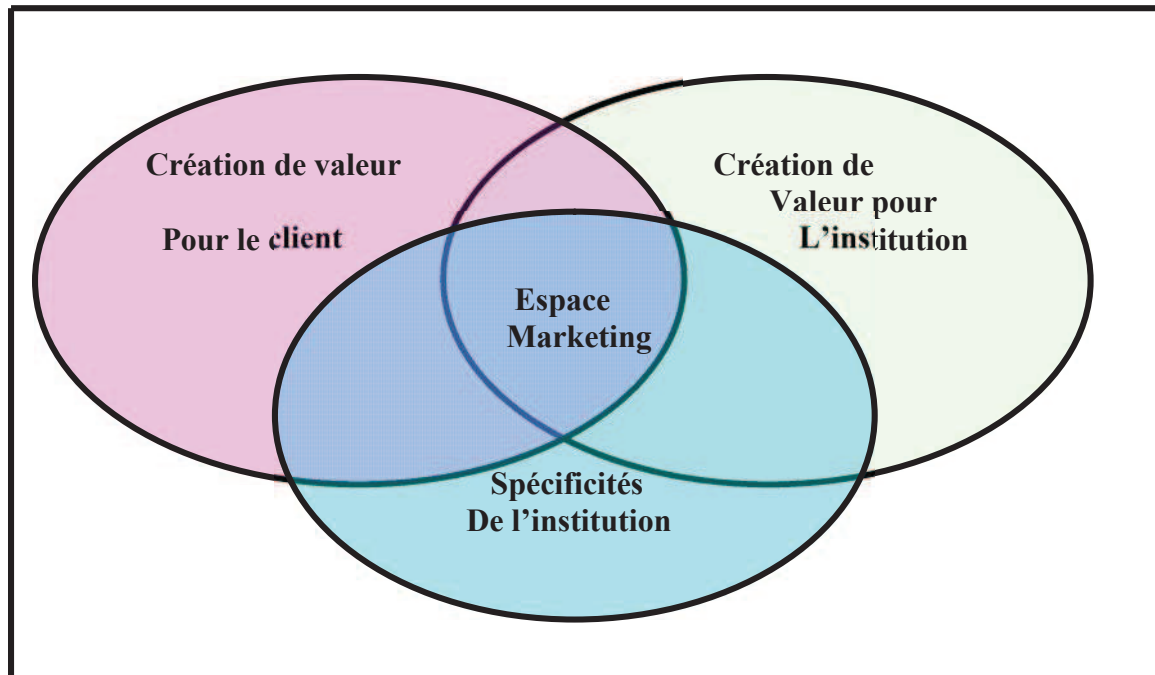 Création de valeur
Pour le client
Création de
Valeur pour
L’institution
Espace
Marketing
Spécificités
De l’institution